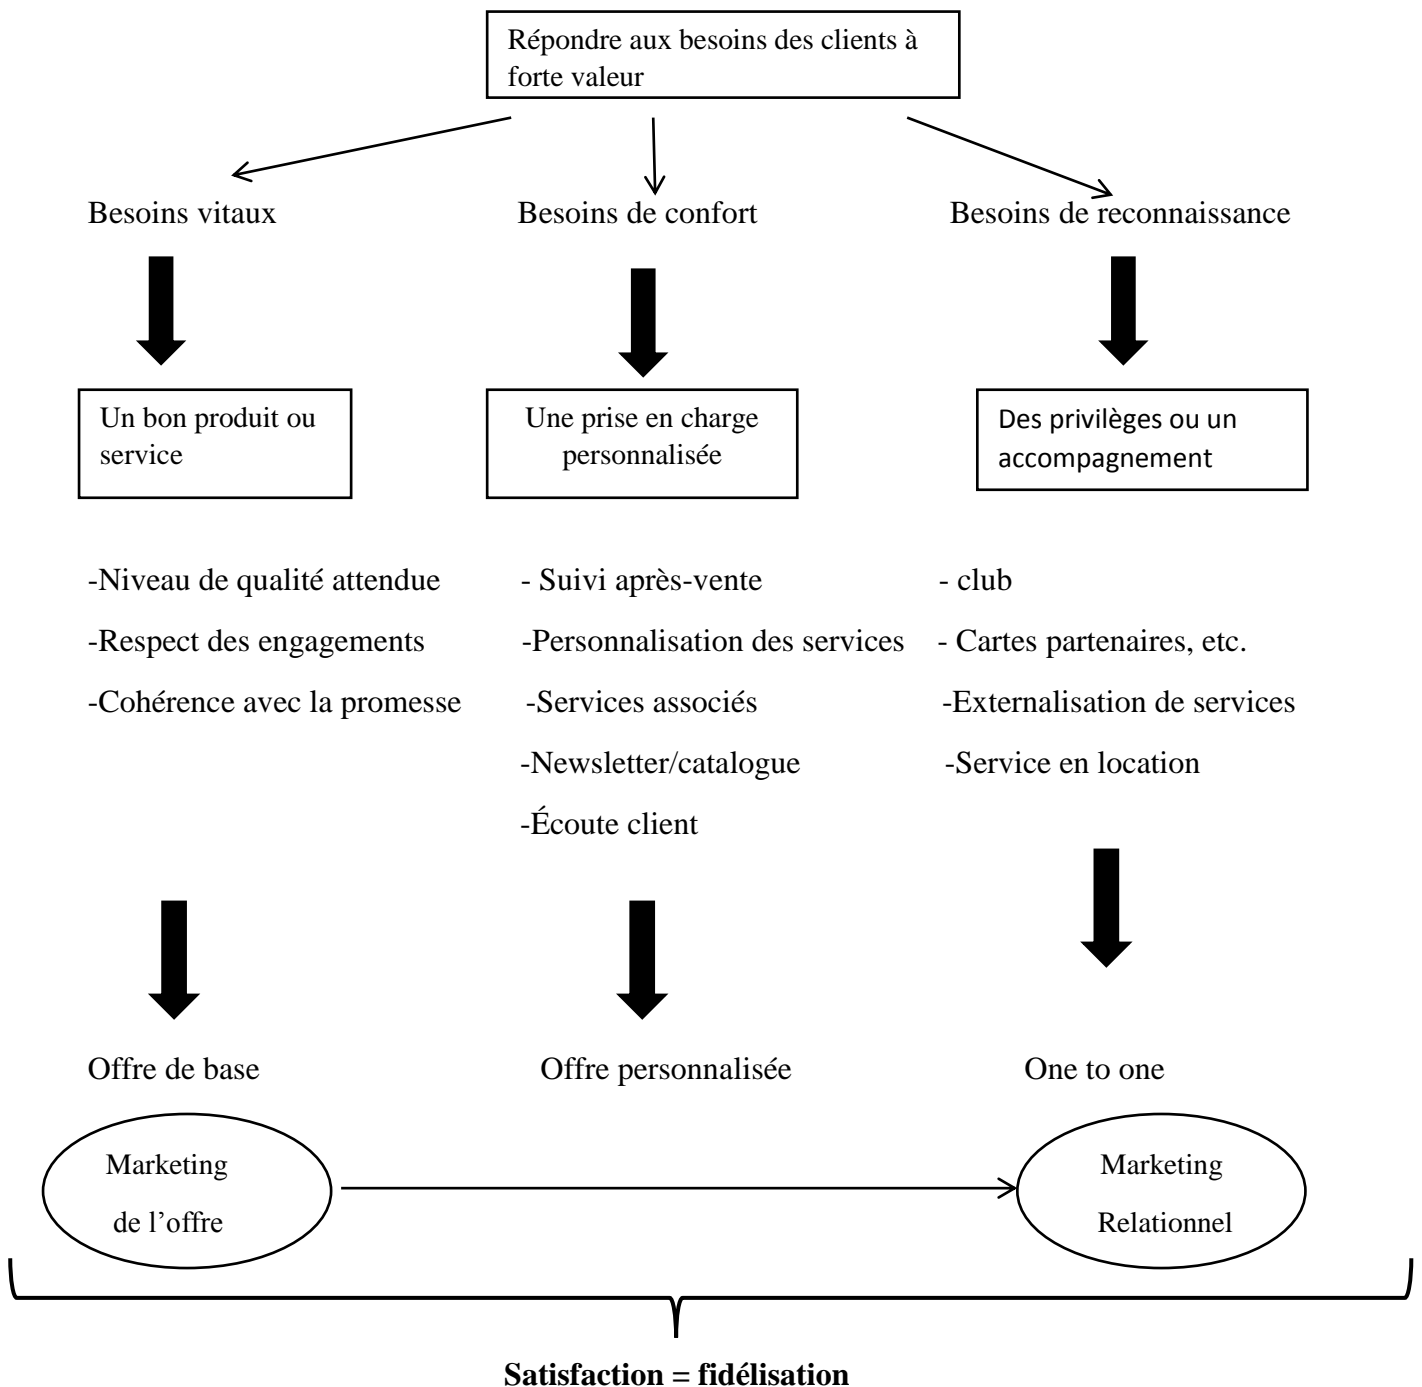 Répondre aux besoins des clients à
forte valeur
Besoins vitaux
Besoins de confort
Besoins de reconnaissance
Un bon produit ou
service
Une prise en charge
personnalisée
Des privilèges ou un
accompagnement
-Niveau de qualité attendue
- Suivi après-vente
- club
-Respect des engagements
-Personnalisation des services
- Cartes partenaires, etc.
-Cohérence avec la promesse
-Services associés
-Externalisation de services
-Newsletter/catalogue
-Service en location
-Écoute client
Offre de base
Offre personnalisée
One to one
Marketing
de l’offre
Marketing
Relationnel
Satisfaction = fidélisation